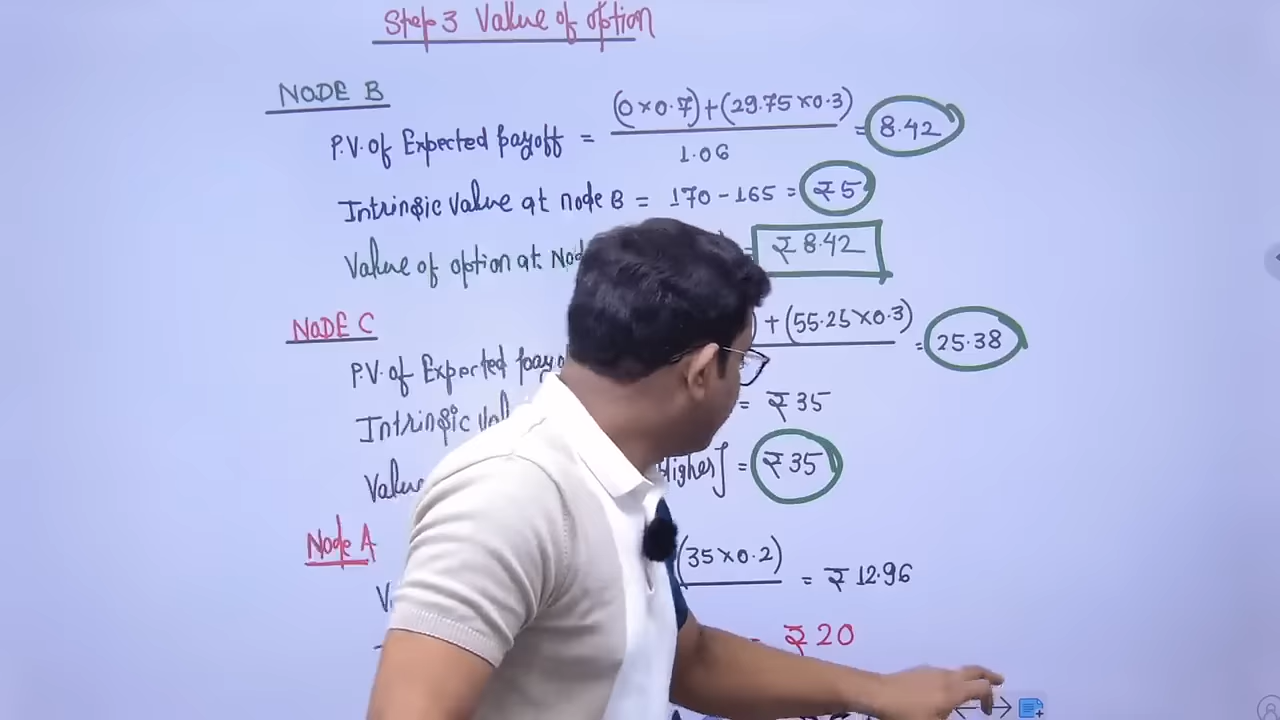 Step 3 Value of option
NODE B
P.V. of Expected payoff = (0×0.7)+(29.75×0.3) / 1.06 = 8.42
Intrinsic Value at node B = 170-165 = ₹5
Value of option at Node = ₹8.42
NODE C
P.V. of Expected payo ) + (55.25×0.3) = 25.38
Intrinsic Val = ₹35
Value Higher] = ₹35
Node A
V (35×0.2) = ₹12.96
= ₹20